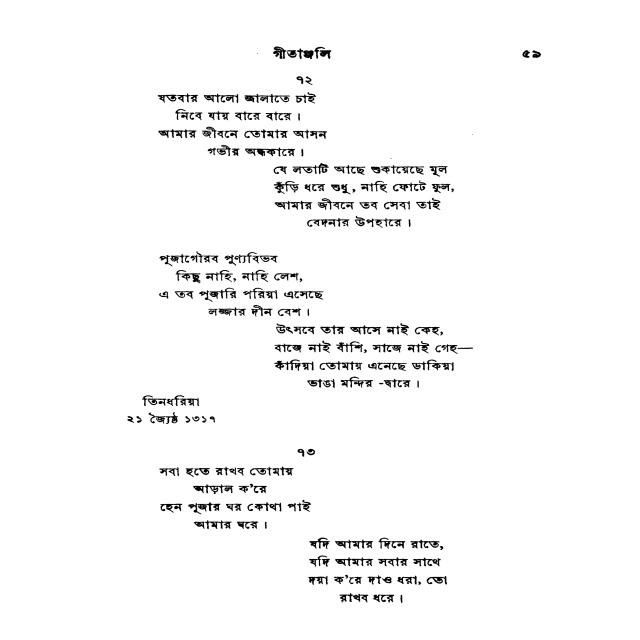 গীতাঞ্জলি ৫৯
৭২
যতবার আলো জ্বালাতে চাই
নিবে যায় বারে বারে।
আমার জীবনে তোমার আসন
গভীর অন্ধকারে।
যে লতাটি আছে শুকায়েছে মূল
কুঁড়ি ধরে শুধু, নাহি ফোটে ফুল,
আমার জীবনে তব সেবা তাই
বেদনার উপহারে।
পূজাগৌরব পুণ্যবিভব
কিছু নাহি, নাহি লেশ,
এ তব পূজারি পরিয়া এসেছে
লজ্জার দীন বেশ।
উৎসবে তার আসে নাই কেহ,
বাজে নাই বাঁশি, সাজে নাই গেহ—
কাঁদিয়া তোমায় এনেছে ডাকিয়া
ভাঙা মন্দির -দ্বারে।
তিনধরিয়া
২১ জ্যৈষ্ঠ ১৩১৭
৭৩
সবা হতে রাখব তোমায়
আড়াল ক'রে
হেন পূজার ঘর কোথা পাই
আমার ঘরে।
যদি আমার দিনে রাতে,
যদি আমার সবার সাথে
দয়া ক'রে দাও ধরা, তো
রাখব ধরে।